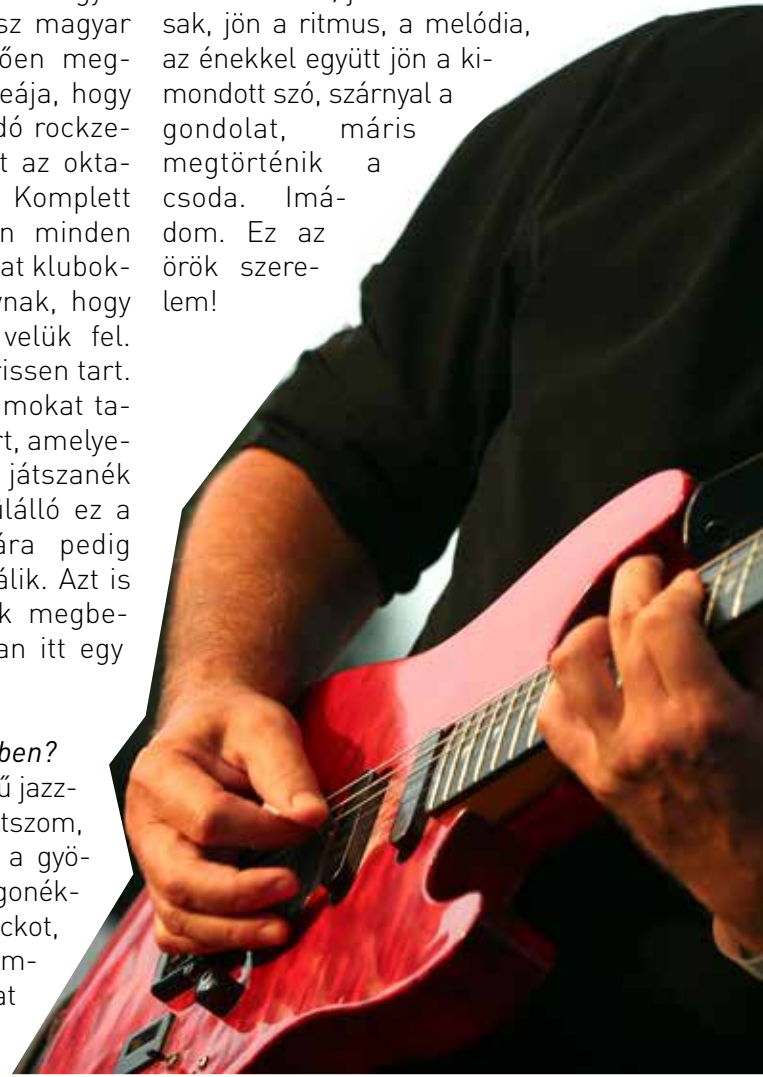 sz magyar
ően meg-
eája, hogy
dó rockze-
t az okta-
Komplett
n minden
at klubok-
nak, hogy
velük fel.
rissen tart.
mokat ta-
rt, amelye-
játszanék
lálló ez a
ára pedig
álik. Azt is
k megbe-
an itt egy
ben?
ű jazz-
tszom,
a gyö-
gonék-
ckot,
m-
at
sak, jön a ritmus, a melódia,
az énekkel együtt jön a ki-
mondott szó, szárnyal a
gondolat, máris
megtörténik a
csoda. Imá-
dom. Ez az
örök szere-
lem!